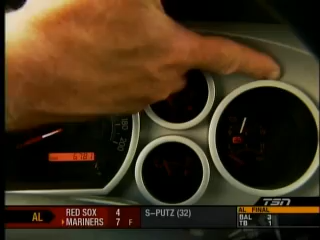 TSN
AL FINAL
AL
RED SOX 4
MARINERS 7 F
S-PUTZ (32)
BAL 3
TB 1